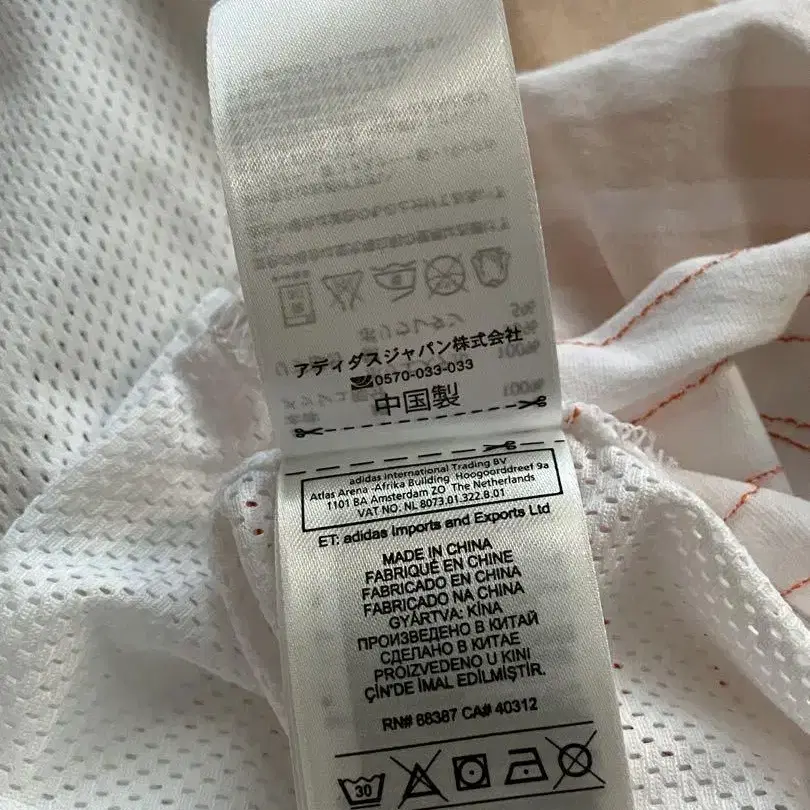 アディダスジャパン株式会社
0570-033-033
中国製
adidas International Trading BV
Atlas Arena -Afrika Building Hoogoorddreef 9a
1101 BA Amsterdam ZO The Netherlands
VAT NO. NL 8073.01.322.B.01
ET: adidas Imports and Exports Ltd
MADE IN CHINA
FABRIQUÉ EN CHINE
FABRICADO EN CHINA
FABRICADO NA CHINA
GYÁRTVA: KÍNA
ПРОИЗВЕДЕНО В КИТАЙ
СДЕЛАНО В КИТАЕ
PROIZVEDENO U KINI
ÇİN'DE İMAL EDİLMİŞTİR.
RN# 88387 CA# 40312
30